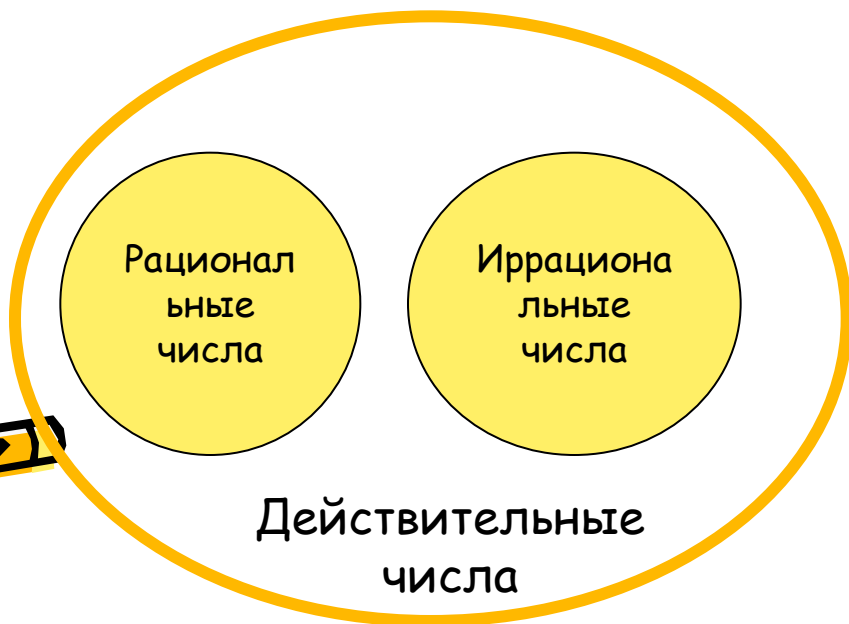 Рационал
ьные
числа
Иррациона
льные
числа
Действительные
числа